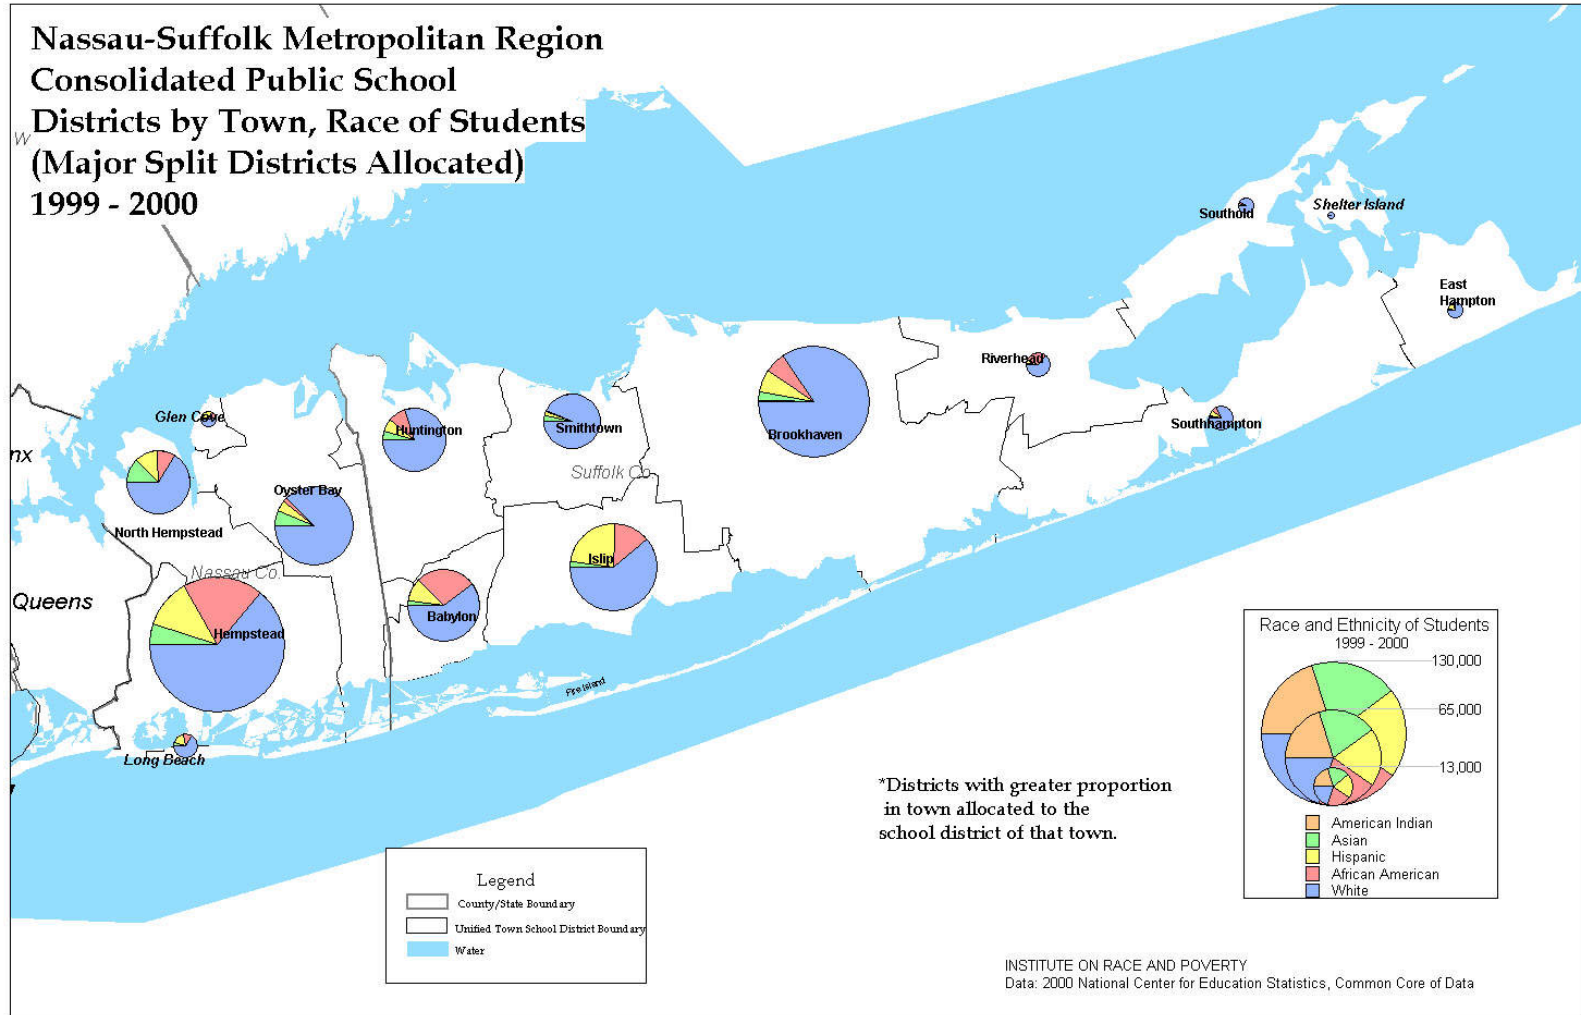 Nassau-Suffolk Metropolitan Region
Consolidated Public School
Districts by Town, Race of Students
(Major Split Districts Allocated)
1999 - 2000
W
Southold
Shelter Island
East
Hampton
Riverhead
Glen Cove
Huntington
Smithtown
Brookhaven
Southhampton
nx
Suffolk Co.
Oyster Bay
North Hempstead
Islip
Nassau Co.
Queens
Babylon
Hempstead
Fire Island
Long Beach
*Districts with greater proportion
in town allocated to the
school district of that town.
Race and Ethnicity of Students
1999 - 2000
130,000
65,000
13,000
American Indian
Asian
Hispanic
African American
White
Legend
County/State Boundary
Unified Town School District Boundary
Water
INSTITUTE ON RACE AND POVERTY
Data: 2000 National Center for Education Statistics, Common Core of Data